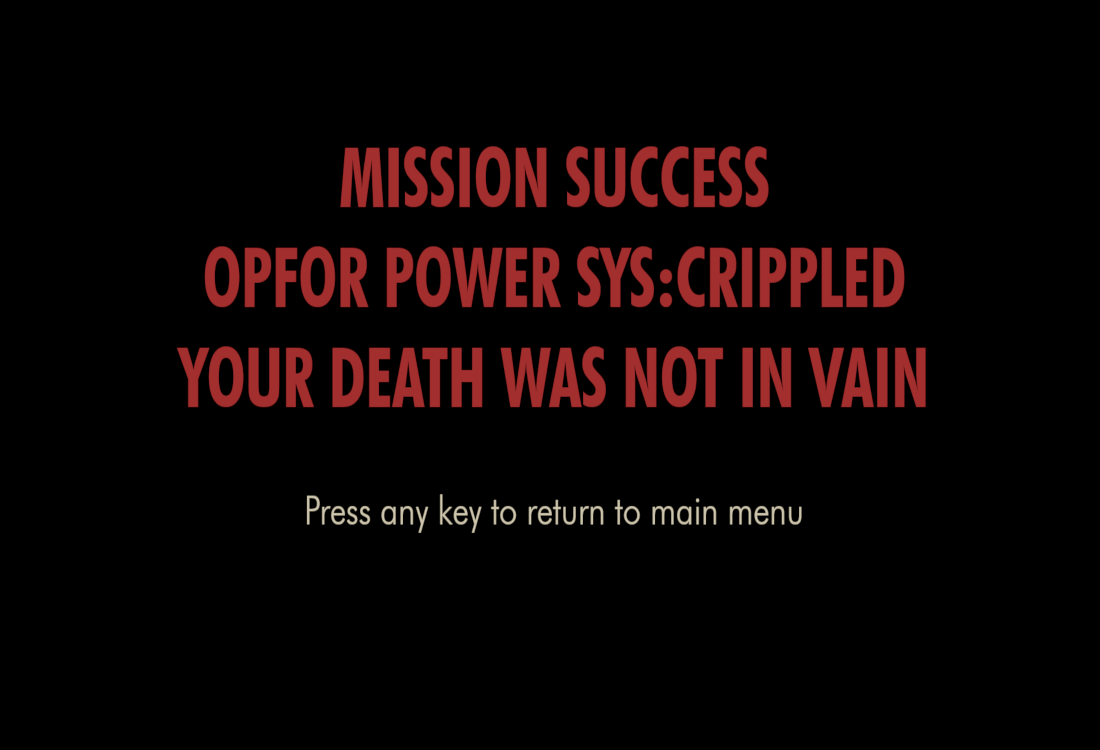 MISSION SUCCESS
OPFOR POWER SYS:CRIPPLED
YOUR DEATH WAS NOT IN VAIN
Press any key to return to main menu